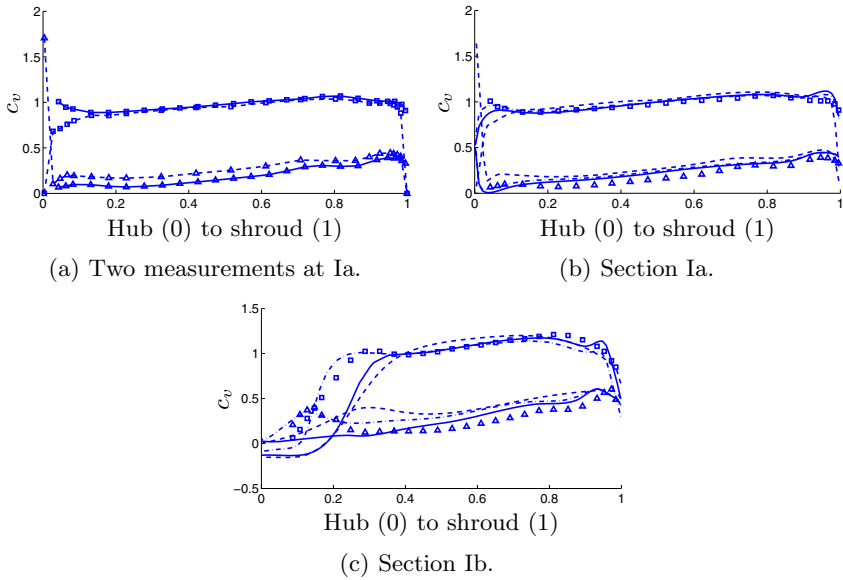 2
1.5
1
0.5
0
0 0.2 0.4 0.6 0.8 1
c_v
Hub (0) to shroud (1)
(a) Two measurements at Ia.
2
1.5
1
0.5
0
0 0.2 0.4 0.6 0.8 1
c_v
Hub (0) to shroud (1)
(b) Section Ia.
1.5
1
0.5
0
−0.5
0 0.2 0.4 0.6 0.8 1
c_v
Hub (0) to shroud (1)
(c) Section Ib.